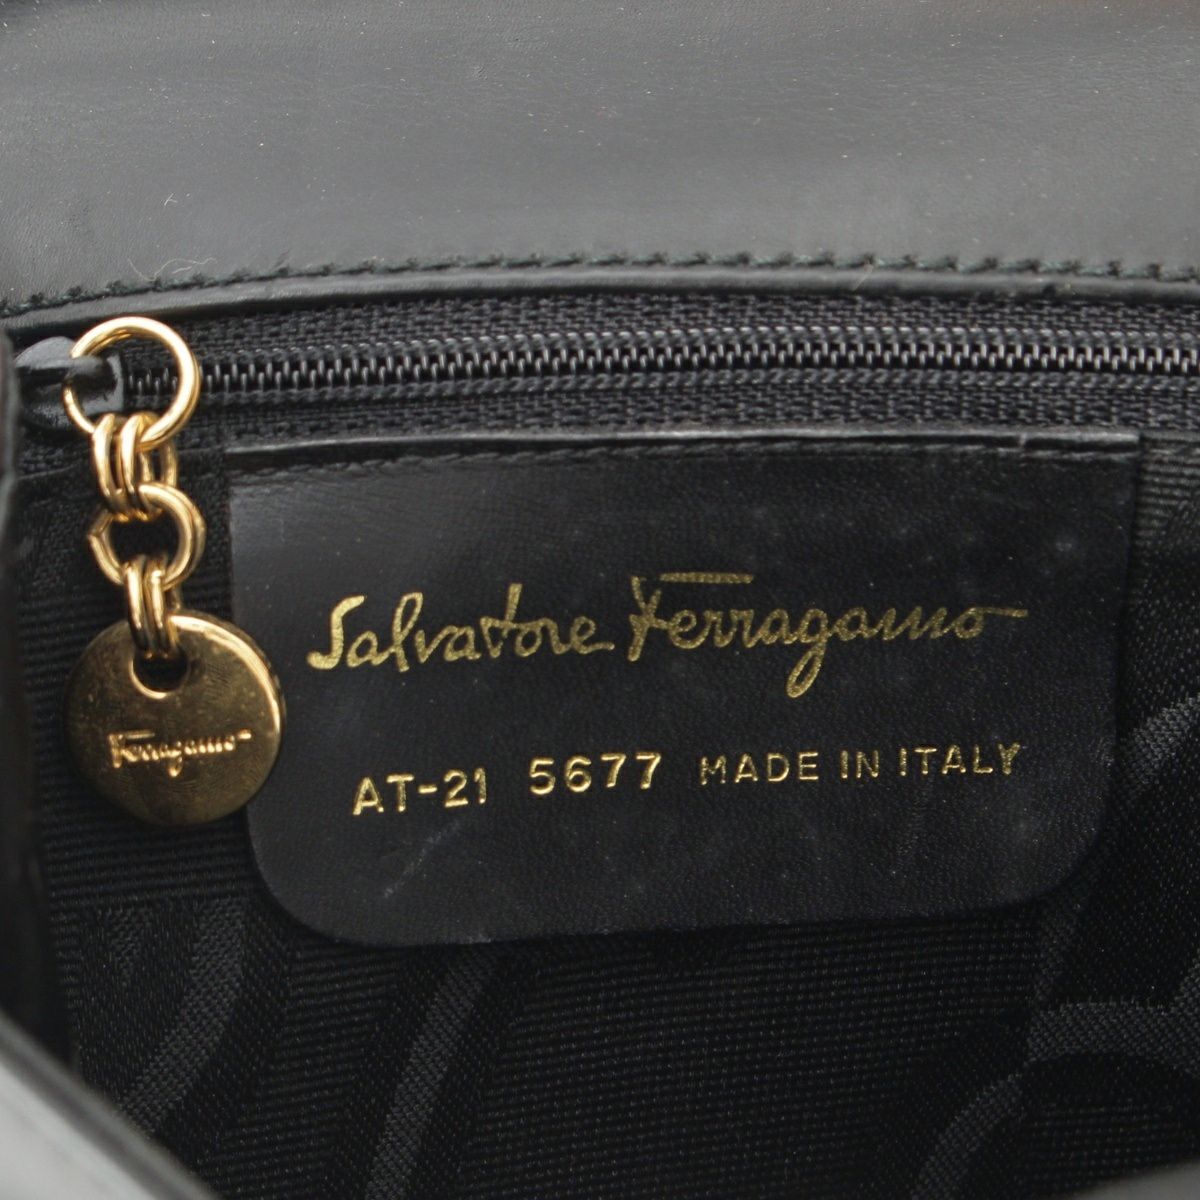 Salvatore Ferragamo
AT-21 5677 MADE IN ITALY
Ferragamo